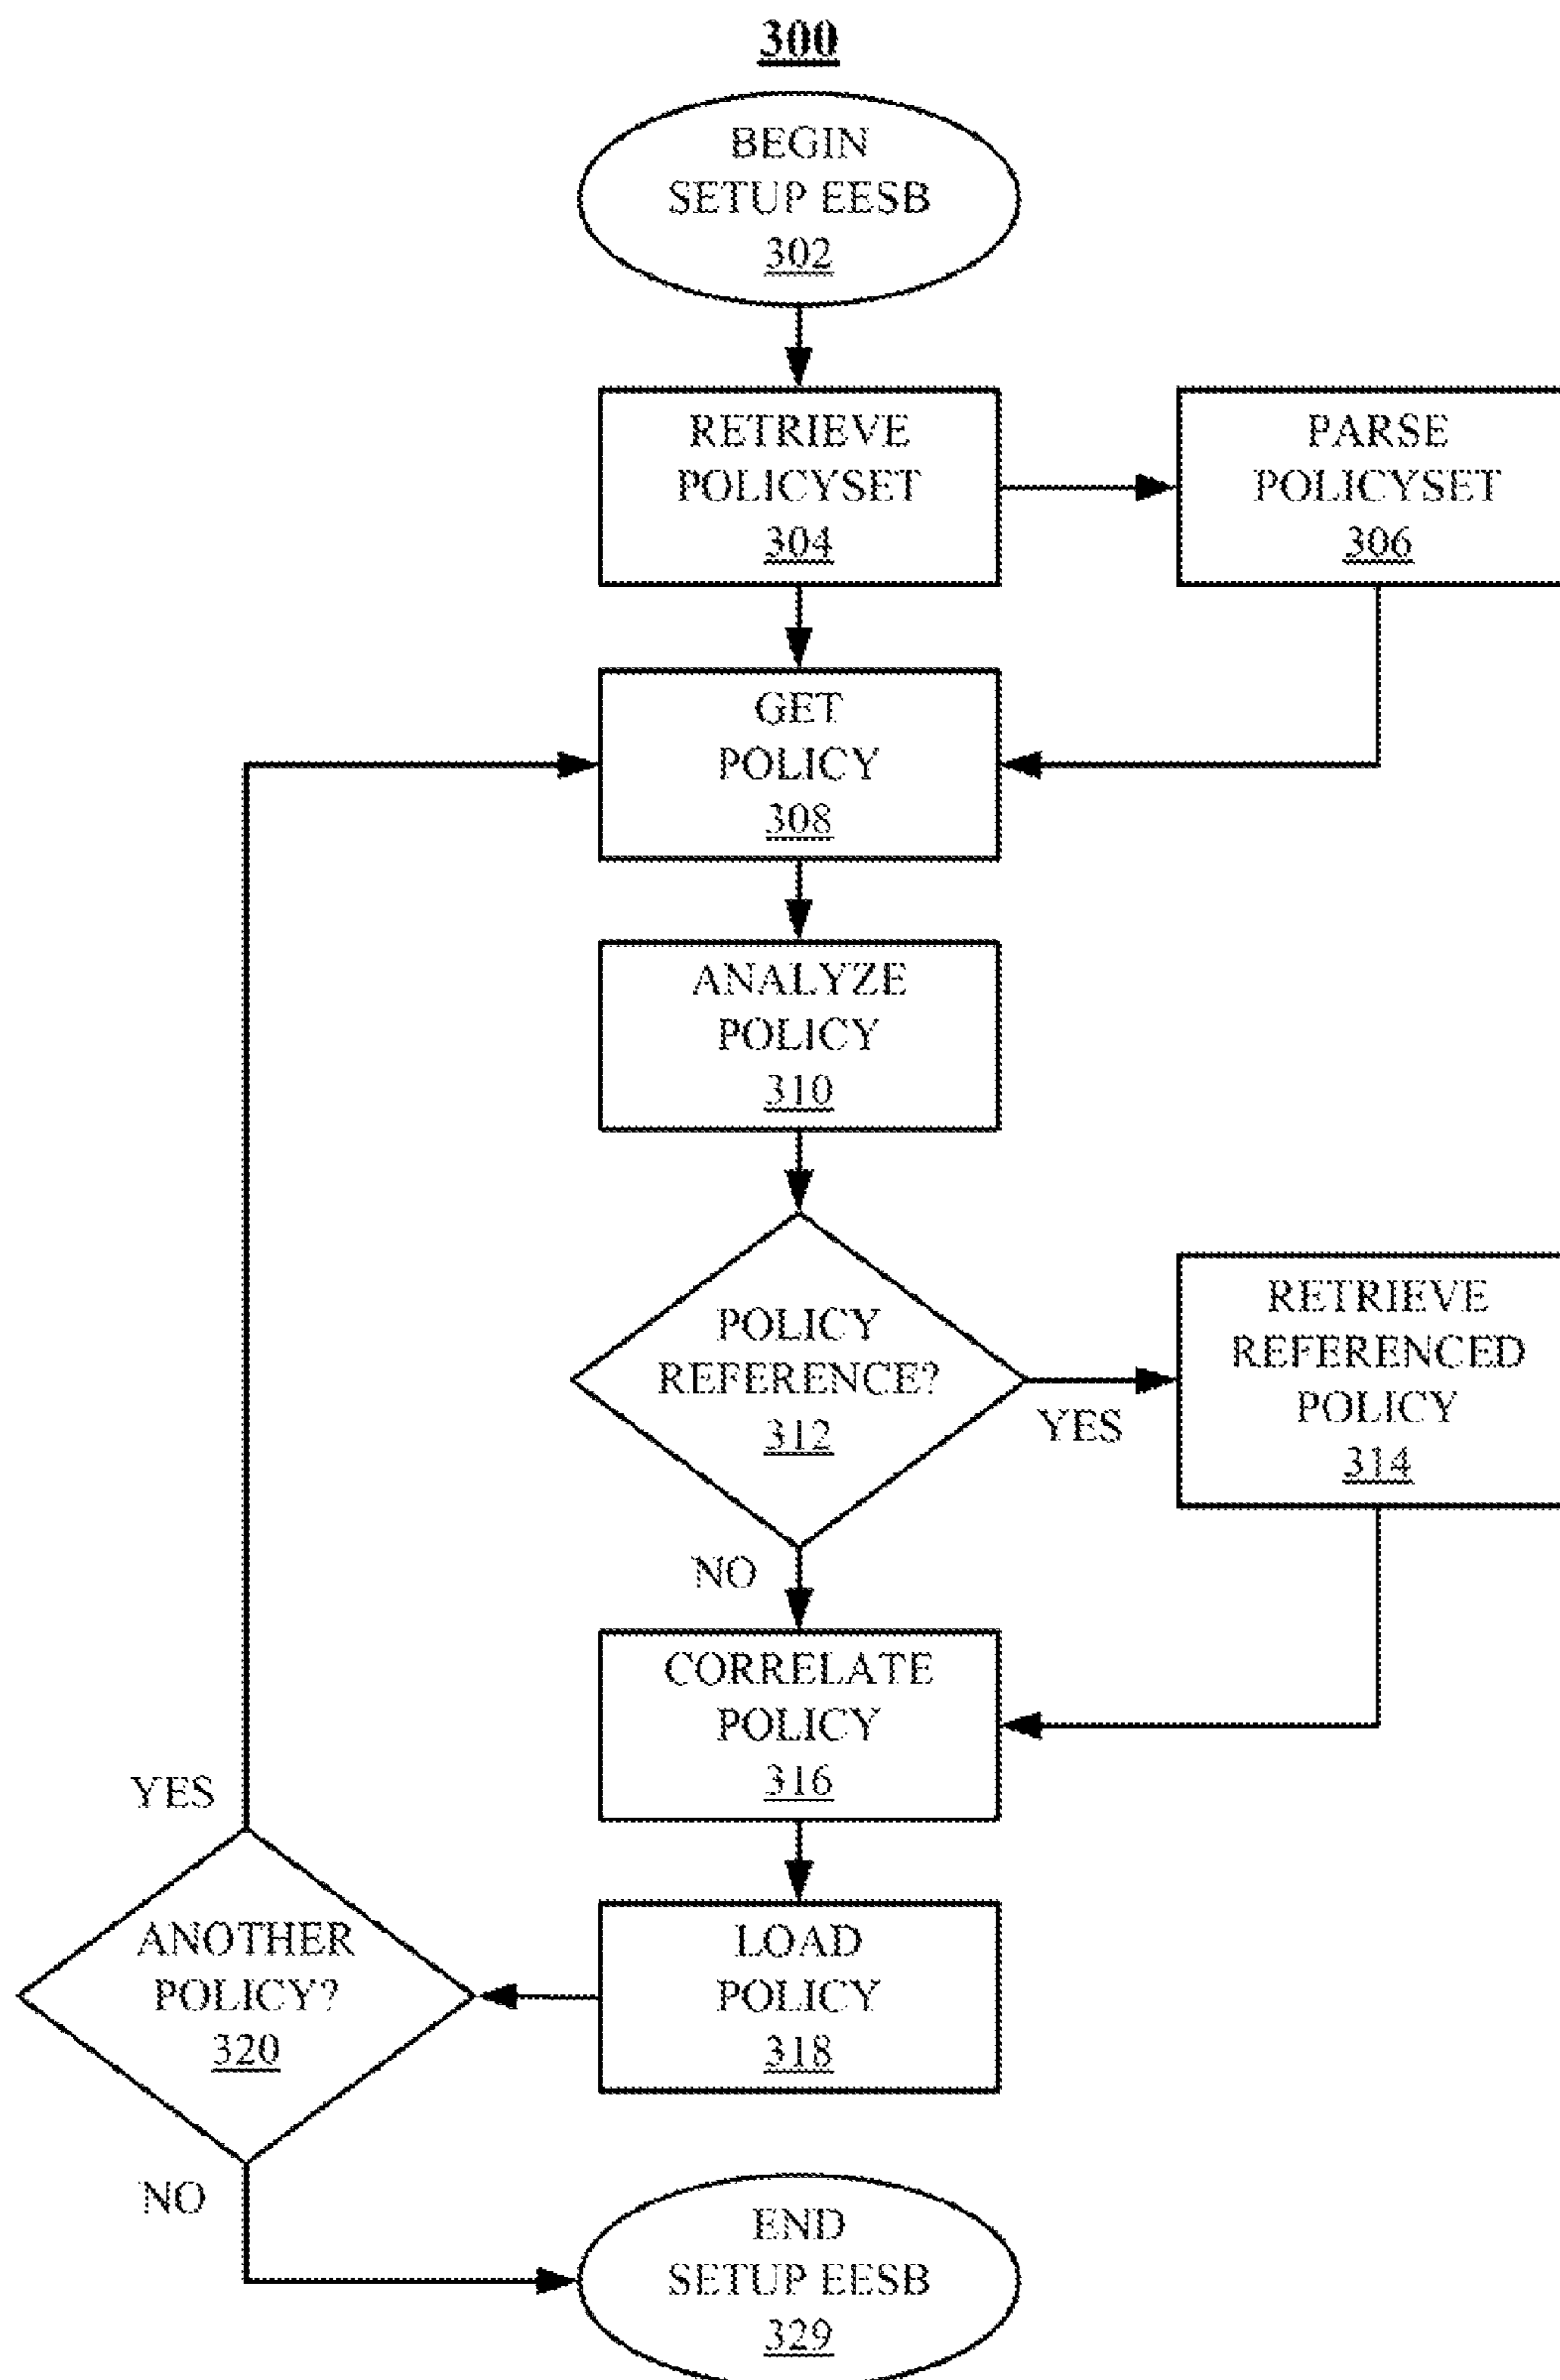 300
BEGIN
SETUP EESB
302
RETRIEVE
POLICYSET
304
PARSE
POLICYSET
306
GET
POLICY
308
ANALYZE
POLICY
310
POLICY
REFERENCE?
312
YES
RETRIEVE
REFERENCED
POLICY
314
NO
CORRELATE
POLICY
316
YES
LOAD
POLICY
318
ANOTHER
POLICY?
320
NO
END
SETUP EESB
329